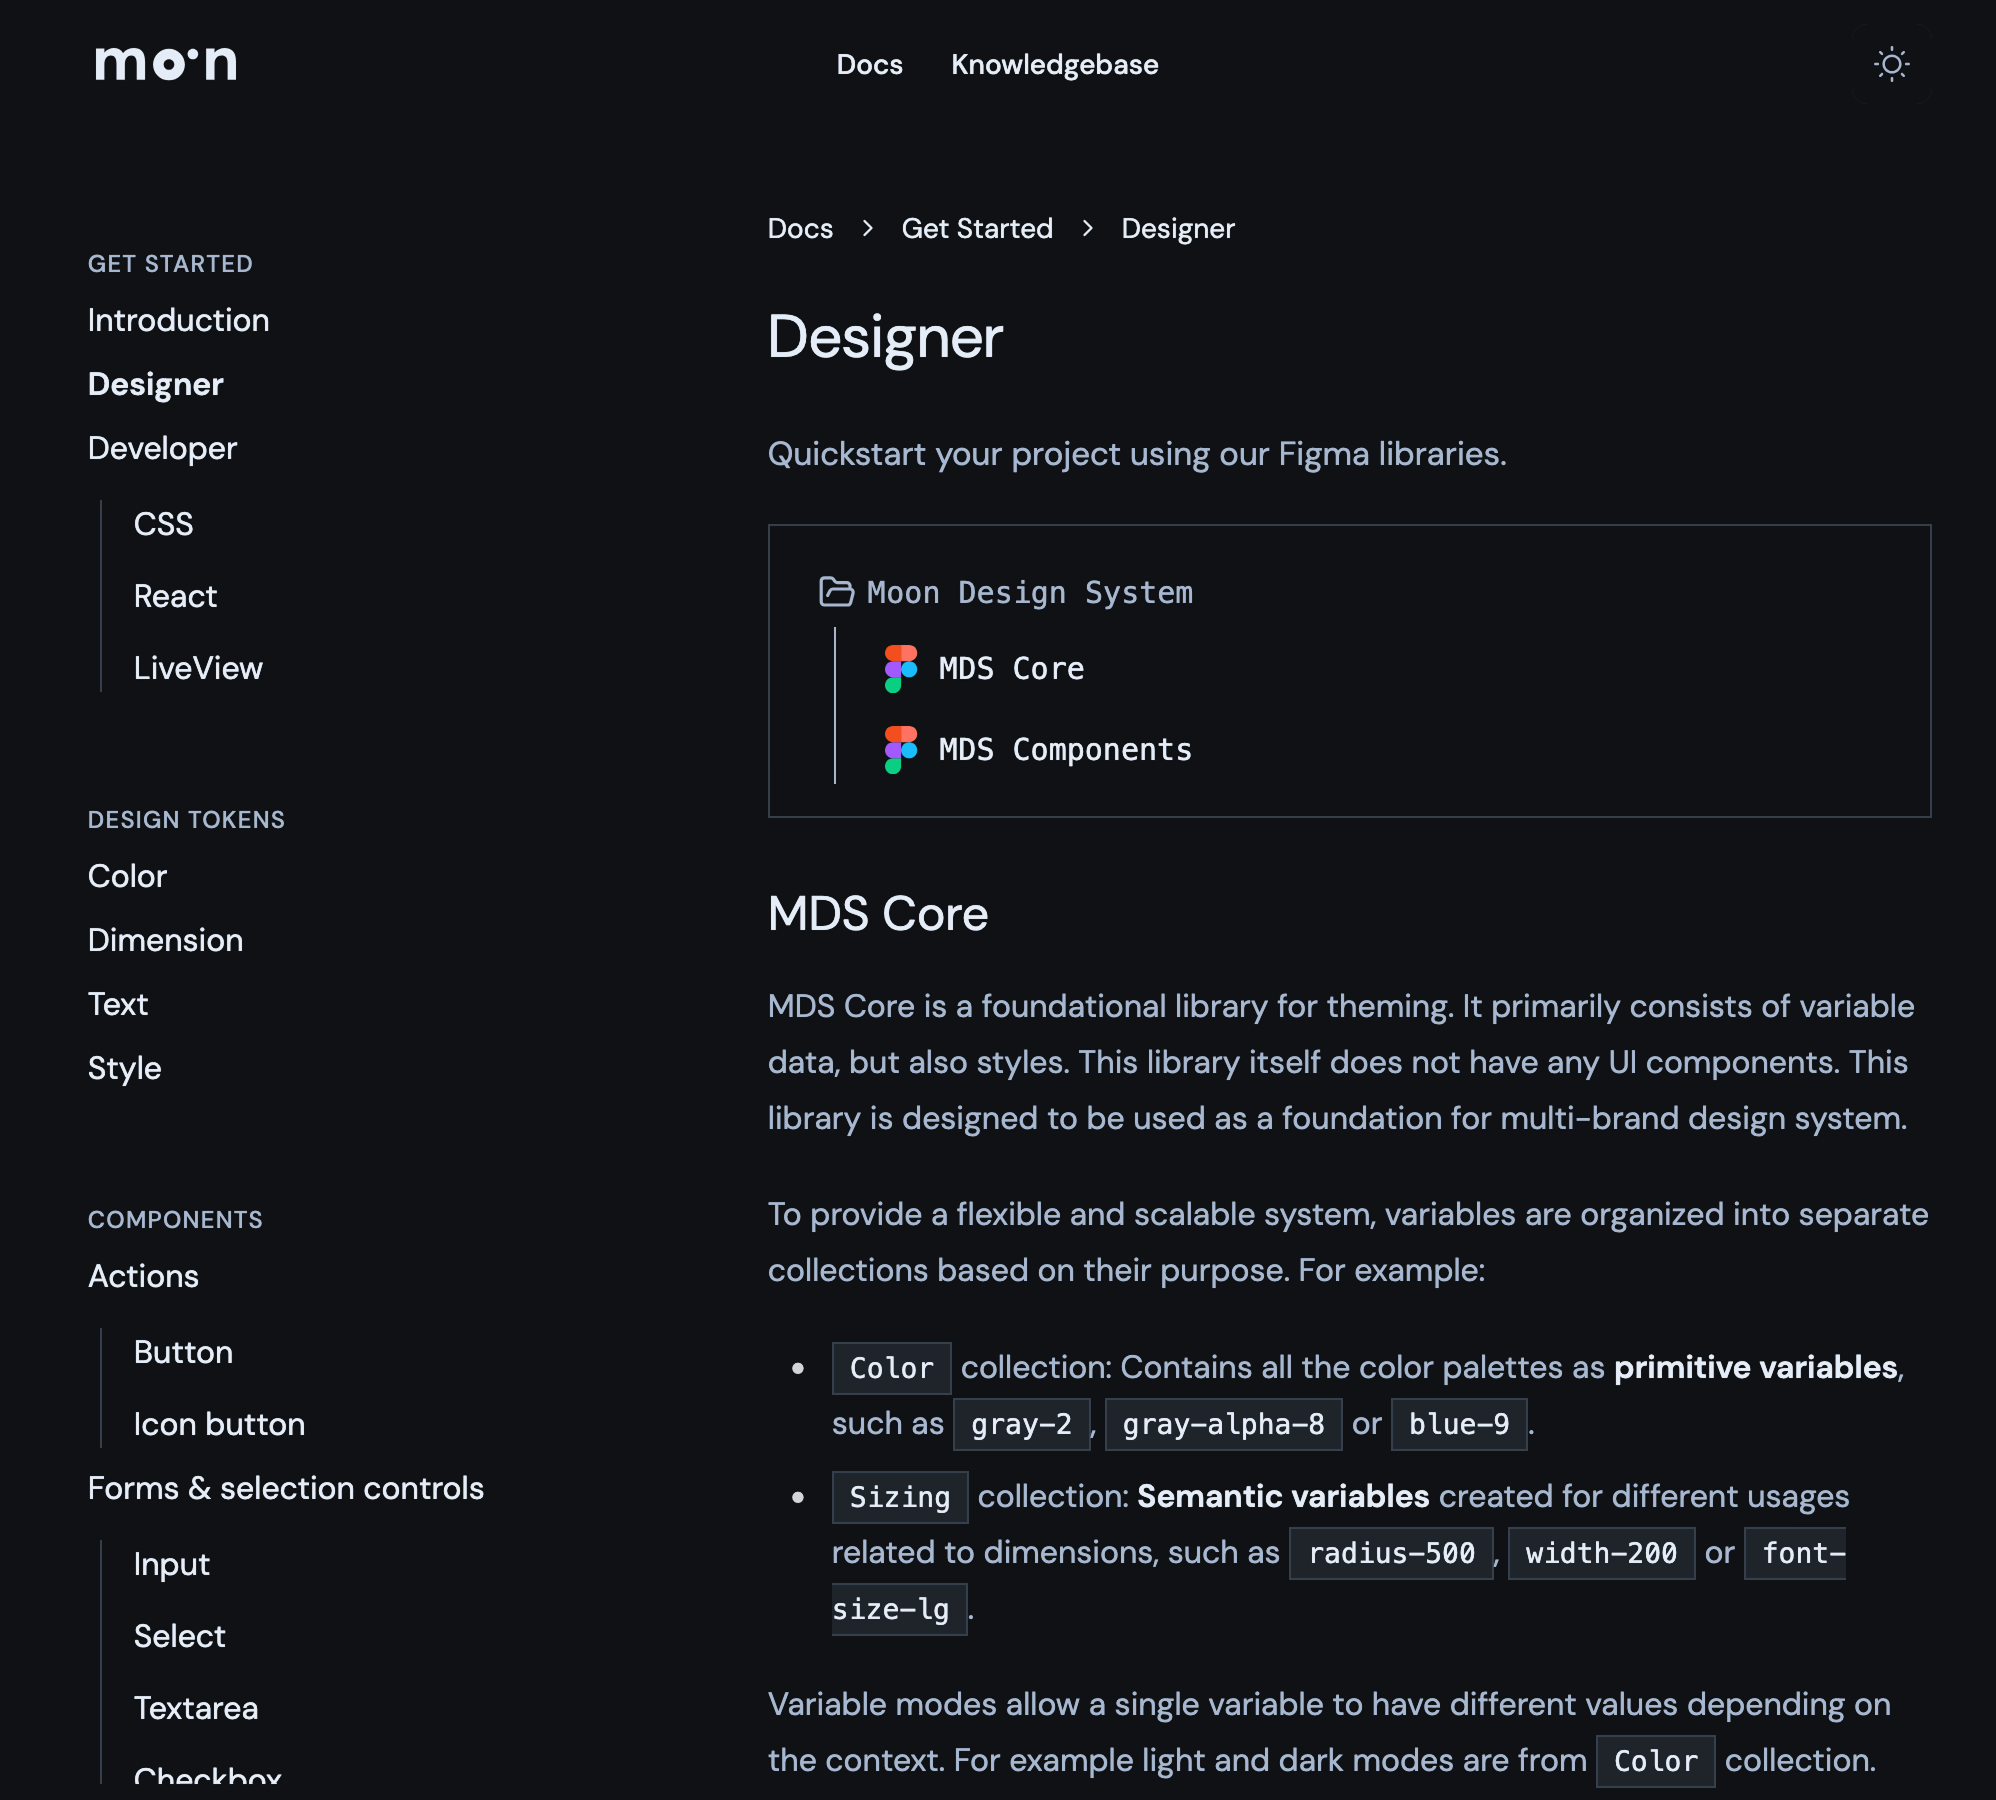 moon
Docs
Knowledgebase
GET STARTED
Introduction
Designer
Developer
CSS
React
LiveView
DESIGN TOKENS
Color
Dimension
Text
Style
COMPONENTS
Actions
Button
Icon button
Forms & selection controls
Input
Select
Textarea
Checkbox
Docs > Get Started > Designer
Designer
Quickstart your project using our Figma libraries.
Moon Design System
MDS Core
MDS Components
MDS Core
MDS Core is a foundational library for theming. It primarily consists of variable
data, but also styles. This library itself does not have any UI components. This
library is designed to be used as a foundation for multi-brand design system.
To provide a flexible and scalable system, variables are organized into separate
collections based on their purpose. For example:
• Color collection: Contains all the color palettes as primitive variables,
such as gray-2, gray-alpha-8 or blue-9.
• Sizing collection: Semantic variables created for different usages
related to dimensions, such as radius-500, width-200 or font-
size-lg.
Variable modes allow a single variable to have different values depending on
the context. For example light and dark modes are from Color collection.